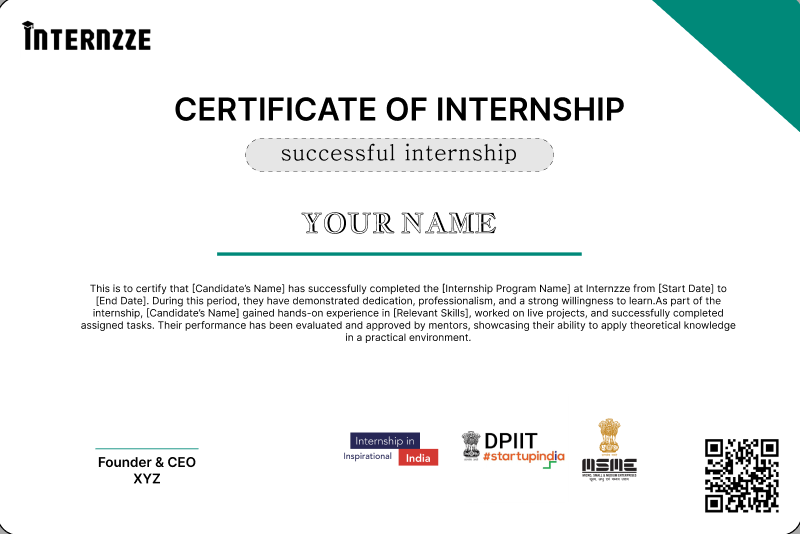 INTERNZZE
CERTIFICATE OF INTERNSHIP
successful internship
YOUR NAME
This is to certify that [Candidate's Name] has successfully completed the [Internship Program Name] at Internzze from [Start Date] to
[End Date]. During this period, they have demonstrated dedication, professionalism, and a strong willingness to learn.As part of the
internship, [Candidate's Name] gained hands-on experience in [Relevant Skills], worked on live projects, and successfully completed
assigned tasks. Their performance has been evaluated and approved by mentors, showcasing their ability to apply theoretical knowledge
in a practical environment.
Founder & CEO
XYZ
Internship in
Inspirational India
DPIIT
#startupindia
MSME
MICRO, SMALL & MEDIUM ENTERPRISES